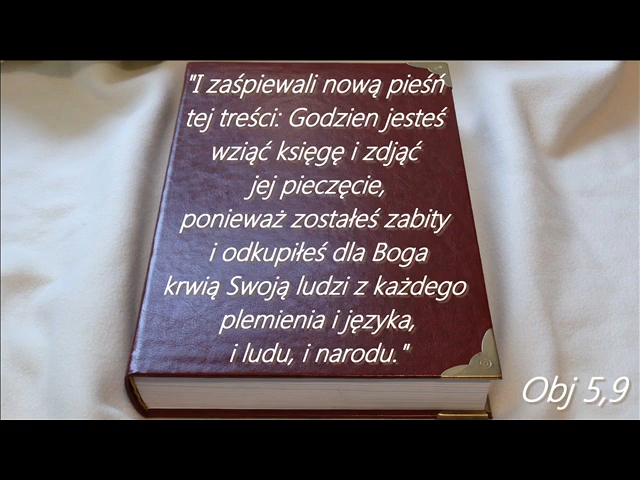 "I zaśpiewali nową pieśń
tej treści: Godzien jesteś
wziąć księgę i zdjąć
jej pieczęcie,
ponieważ zostałeś zabity
i odkupiłeś dla Boga
krwią Swoją ludzi z każdego
plemienia i języka,
i ludu, i narodu."
Obj 5,9